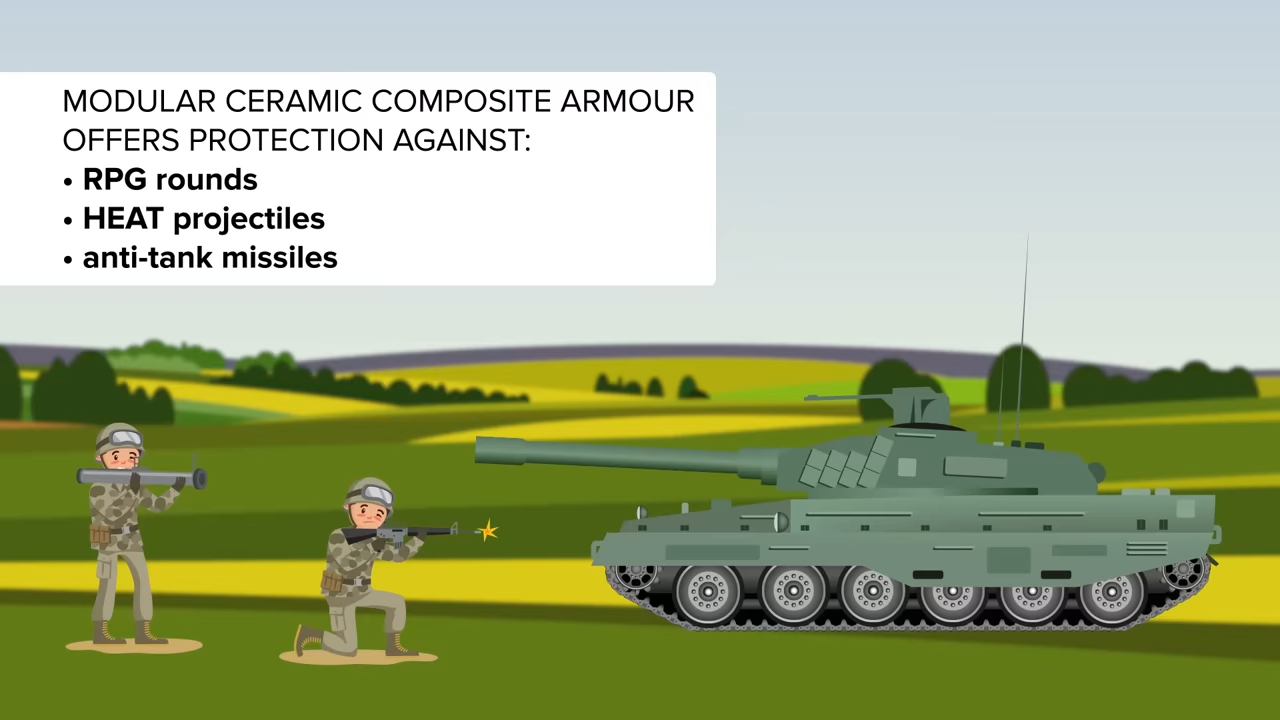 MODULAR CERAMIC COMPOSITE ARMOUR
OFFERS PROTECTION AGAINST:
• RPG rounds
• HEAT projectiles
• anti-tank missiles